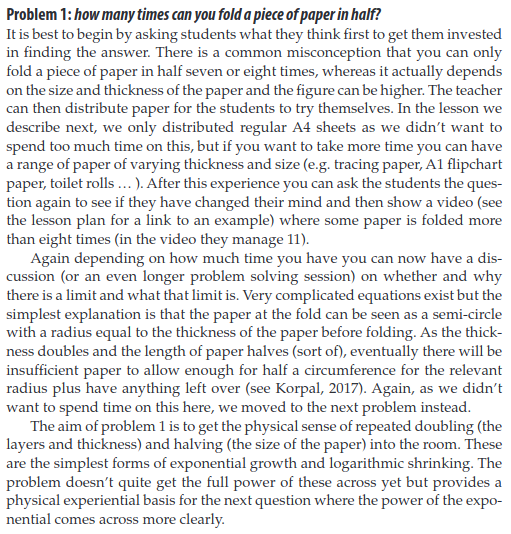 Problem 1: how many times can you fold a piece of paper in half?
It is best to begin by asking students what they think first to get them invested
in finding the answer. There is a common misconception that you can only
fold a piece of paper in half seven or eight times, whereas it actually depends
on the size and thickness of the paper and the figure can be higher. The teacher
can then distribute paper for the students to try themselves. In the lesson we
describe next, we only distributed regular A4 sheets as we didn't want to
spend too much time on this, but if you want to take more time you can have
a range of paper of varying thickness and size (e.g. tracing paper, A1 flipchart
paper, toilet rolls … ). After this experience you can ask the students the ques-
tion again to see if they have changed their mind and then show a video (see
the lesson plan for a link to an example) where some paper is folded more
than eight times (in the video they manage 11).
Again depending on how much time you have you can now have a dis-
cussion (or an even longer problem solving session) on whether and why
there is a limit and what that limit is. Very complicated equations exist but the
simplest explanation is that the paper at the fold can be seen as a semi-circle
with a radius equal to the thickness of the paper before folding. As the thick-
ness doubles and the length of paper halves (sort of), eventually there will be
insufficient paper to allow enough for half a circumference for the relevant
radius plus have anything left over (see Korpal, 2017). Again, as we didn't
want to spend time on this here, we moved to the next problem instead.
The aim of problem 1 is to get the physical sense of repeated doubling (the
layers and thickness) and halving (the size of the paper) into the room. These
are the simplest forms of exponential growth and logarithmic shrinking. The
problem doesn't quite get the full power of these across yet but provides a
physical experiential basis for the next question where the power of the expo-
nential comes across more clearly.